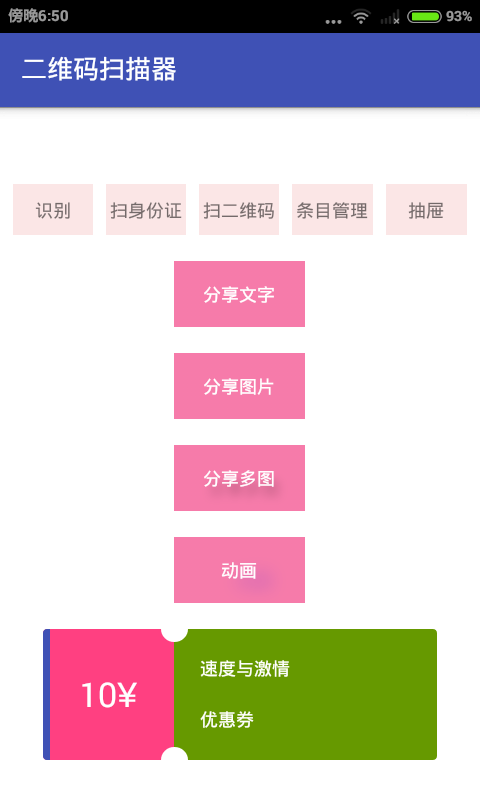 傍晚6:50 93%
二维码扫描器
识别 扫身份证 扫二维码 条目管理 抽屉
分享文字
分享图片
分享多图
动画
10¥
速度与激情
优惠券